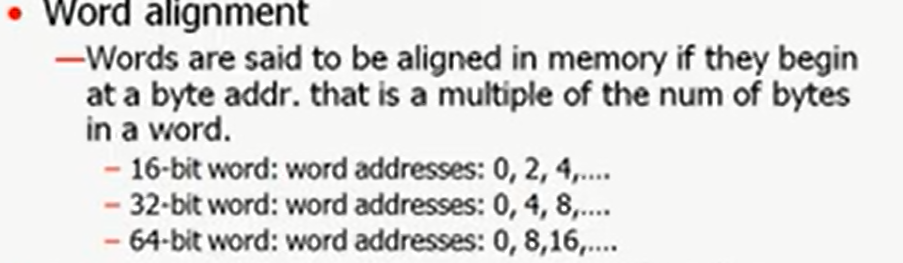 • Word alignment
—Words are said to be aligned in memory if they begin
at a byte addr. that is a multiple of the num of bytes
in a word.
– 16-bit word: word addresses: 0, 2, 4,....
– 32-bit word: word addresses: 0, 4, 8,....
– 64-bit word: word addresses: 0, 8,16,....